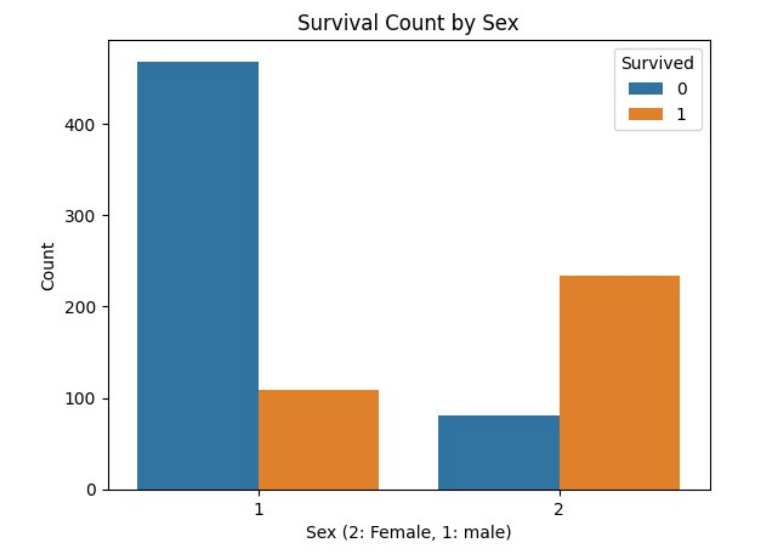 Survival Count by Sex
Survived
0
1
Count
400
300
200
100
0
1
2
Sex (2: Female, 1: male)